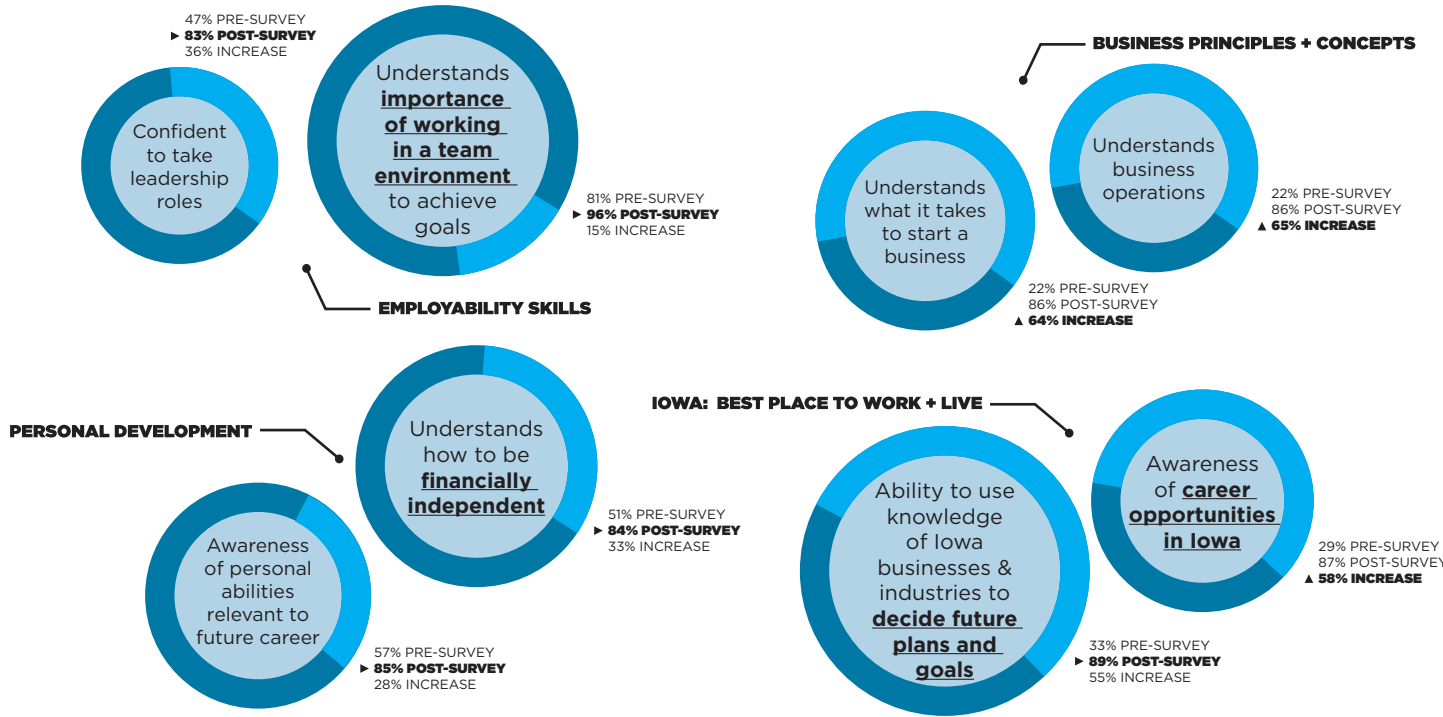 47% PRE-SURVEY
► 83% POST-SURVEY
36% INCREASE
Confident
to take
leadership
roles
Understands
importance
of working
in a team
environment
to achieve
goals
81% PRE-SURVEY
► 96% POST-SURVEY
15% INCREASE
EMPLOYABILITY SKILLS
BUSINESS PRINCIPLES + CONCEPTS
Understands
what it takes
to start a
business
22% PRE-SURVEY
86% POST-SURVEY
▲ 64% INCREASE
Understands
business
operations
22% PRE-SURVEY
86% POST-SURVEY
▲ 65% INCREASE
PERSONAL DEVELOPMENT
Understands
how to be
financially
independent
51% PRE-SURVEY
► 84% POST-SURVEY
33% INCREASE
Awareness
of personal
abilities
relevant to
future career
57% PRE-SURVEY
► 85% POST-SURVEY
28% INCREASE
IOWA: BEST PLACE TO WORK + LIVE
Ability to use
knowledge
of Iowa
businesses &
industries to
decide future
plans and
goals
33% PRE-SURVEY
► 89% POST-SURVEY
55% INCREASE
Awareness
of career
opportunities
in Iowa
29% PRE-SURVEY
87% POST-SURVEY
▲ 58% INCREASE